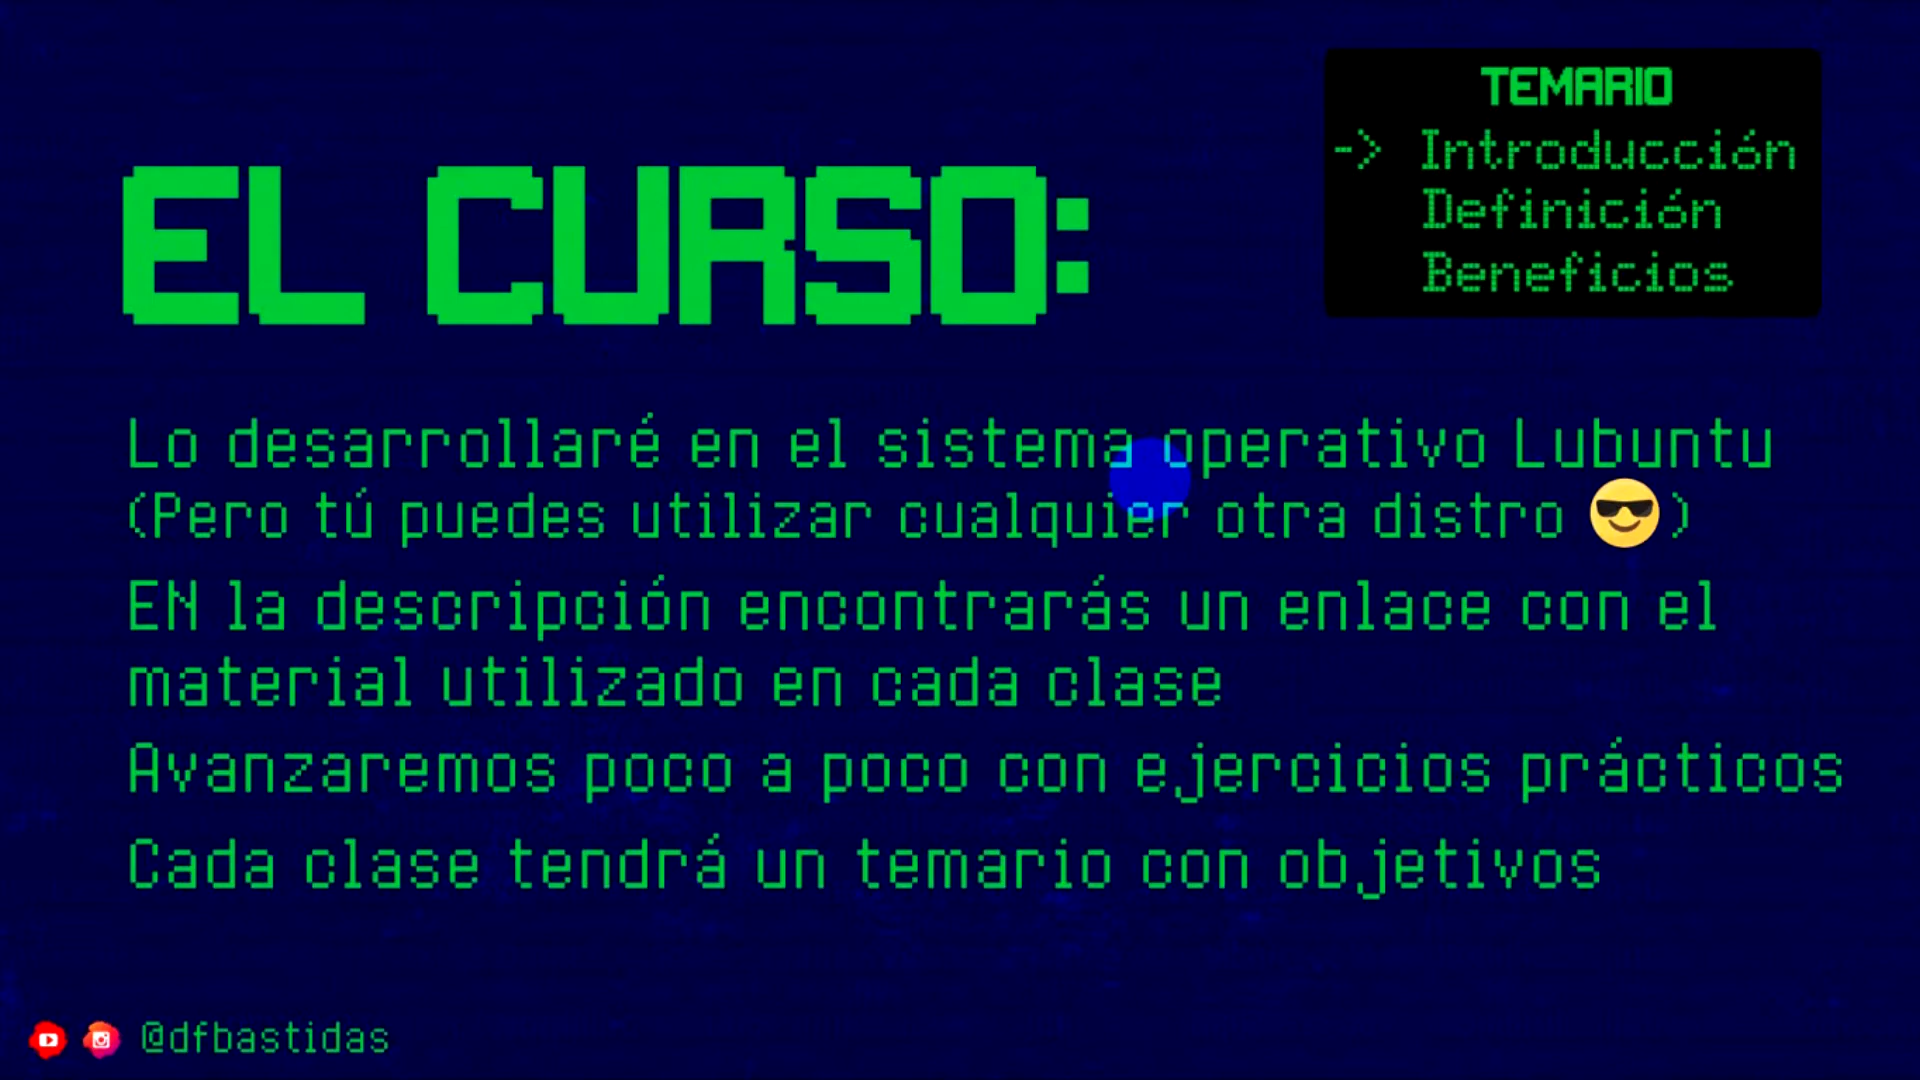 TEMARIO
-> Introducción
Definición
Beneficios
EL CURSO:
Lo desarrollaré en el sistema operativo Lubuntu
(Pero tú puedes utilizar cualquier otra distro 😎)
EN la descripción encontrarás un enlace con el
material utilizado en cada clase
Avanzaremos poco a poco con ejercicios prácticos
Cada clase tendrá un temario con objetivos
@dfbastidas